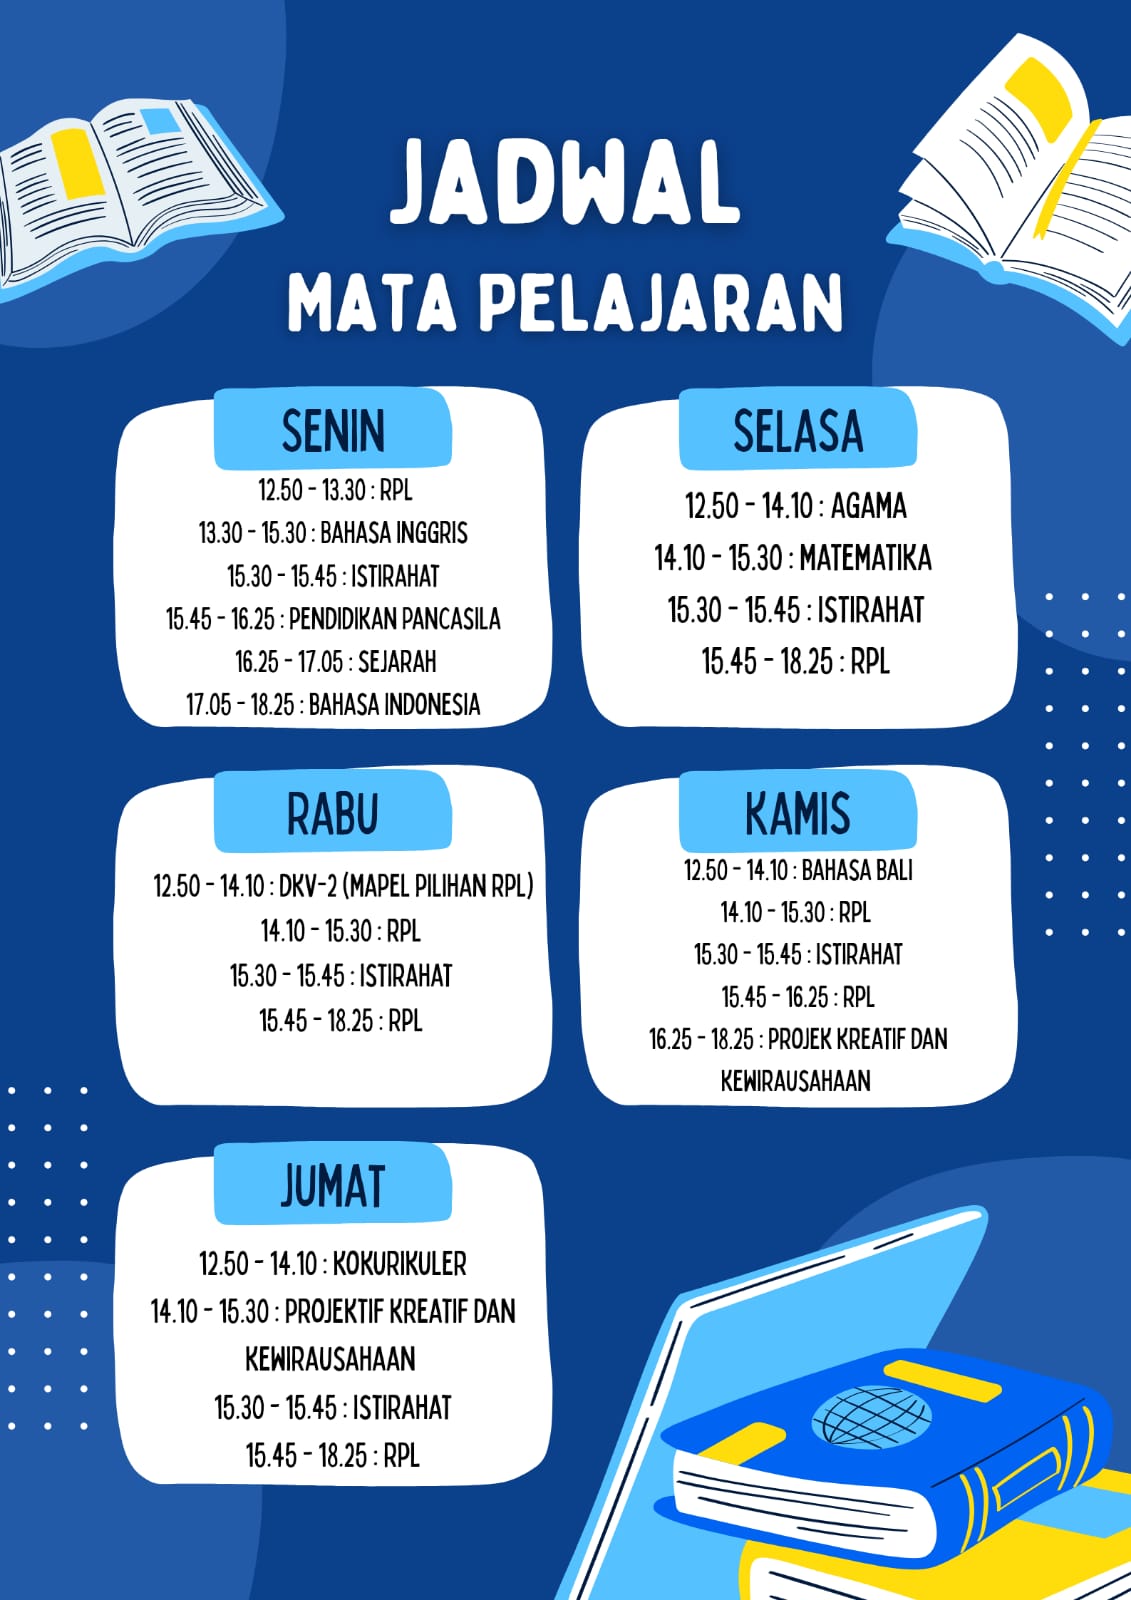 JADWAL
MATA PELAJARAN
SENIN
12.50 - 13.30 : RPL
13.30 - 15.30 : BAHASA INGGRIS
15.30 - 15.45 : ISTIRAHAT
15.45 - 16.25 : PENDIDIKAN PANCASILA
16.25 - 17.05 : SEJARAH
17.05 - 18.25 : BAHASA INDONESIA
SELASA
12.50 - 14.10 : AGAMA
14.10 - 15.30 : MATEMATIKA
15.30 - 15.45 : ISTIRAHAT
15.45 - 18.25 : RPL
RABU
12.50 - 14.10 : DKV-2 (MAPEL PILIHAN RPL)
14.10 - 15.30 : RPL
15.30 - 15.45 : ISTIRAHAT
15.45 - 18.25 : RPL
KAMIS
12.50 - 14.10 : BAHASA BALI
14.10 - 15.30 : RPL
15.30 - 15.45 : ISTIRAHAT
15.45 - 16.25 : RPL
16.25 - 18.25 : PROJEK KREATIF DAN
KEWIRAUSAHAAN
JUMAT
12.50 - 14.10 : KOKURIKULER
14.10 - 15.30 : PROJEKTIF KREATIF DAN
KEWIRAUSAHAAN
15.30 - 15.45 : ISTIRAHAT
15.45 - 18.25 : RPL